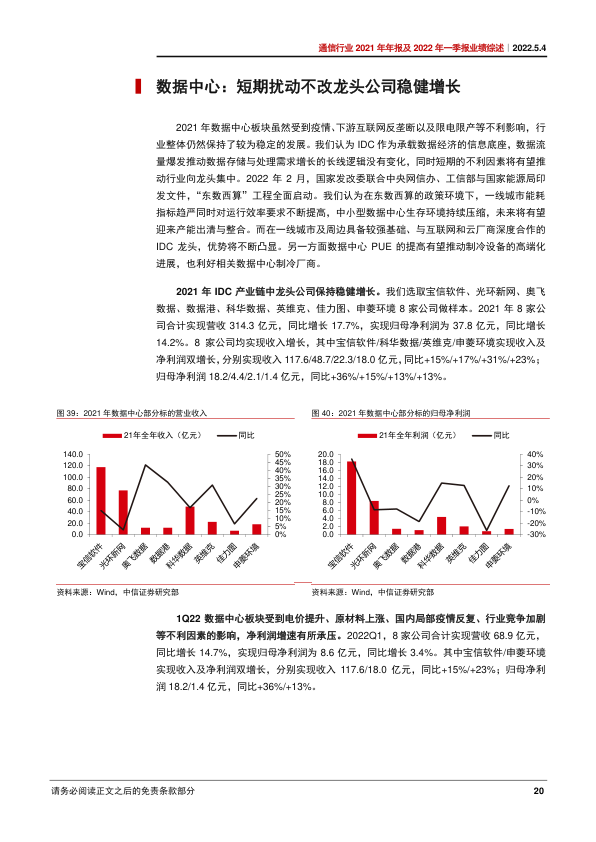 通信行业 2021 年年报及 2022 年一季报业绩综述｜2022.5.4
数据中心：短期扰动不改龙头公司稳健增长
2021 年数据中心板块虽然受到疫情、下游互联网反垄断以及限电限产等不利影响，行
业整体仍然保持了较为稳定的发展。我们认为 IDC 作为承载数据经济的信息底座，数据流
量爆发推动数据存储与处理需求增长的长线逻辑没有变化，同时短期的不利因素将有望推
动行业向龙头集中。2022 年 2 月，国家发改委联合中央网信办、工信部与国家能源局印
发文件，“东数西算”工程全面启动。我们认为在东数西算的政策环境下，一线城市能耗
指标趋严同时对运行效率要求不断提高，中小型数据中心生存环境持续压缩，未来将有望
迎来产能出清与整合。而在一线城市及周边具备较强基础、与互联网和云厂商深度合作的
IDC 龙头，优势将不断凸显。另一方面数据中心 PUE 的提高有望推动制冷设备的高端化
进展，也利好相关数据中心制冷厂商。
2021 年 IDC 产业链中龙头公司保持稳健增长。我们选取宝信软件、光环新网、奥飞
数据、数据港、科华数据、英维克、佳力图、申菱环境 8 家公司做样本。2021 年 8 家公
司合计实现营收 314.3 亿元，同比增长 17.7%，实现归母净利润为 37.8 亿元，同比增长
14.2%。8 家公司均实现收入增长，其中宝信软件/科华数据/英维克/申菱环境实现收入及
净利润双增长，分别实现收入 117.6/48.7/22.3/18.0 亿元，同比+15%/+17%/+31%/+23%；
归母净利润 18.2/4.4/2.1/1.4 亿元，同比+36%/+15%/+13%/+13%。
图 39：2021 年数据中心部分标的营业收入
21年全年收入（亿元）
同比
140.0
120.0
100.0
80.0
60.0
40.0
20.0
0.0
50%
45%
40%
35%
30%
25%
20%
15%
10%
5%
0%
宝信软件
光环新网
奥飞数据
数据港
科华数据
英维克
佳力图
申菱环境
资料来源：Wind，中信证券研究部
图 40：2021 年数据中心部分标的归母净利润
21年全年利润（亿元）
同比
20.0
18.0
16.0
14.0
12.0
10.0
8.0
6.0
4.0
2.0
0.0
40%
30%
20%
10%
0%
-10%
-20%
-30%
宝信软件
光环新网
奥飞数据
数据港
科华数据
英维克
佳力图
申菱环境
资料来源：Wind，中信证券研究部
1Q22 数据中心板块受到电价提升、原材料上涨、国内局部疫情反复、行业竞争加剧
等不利因素的影响，净利润增速有所承压。2022Q1，8 家公司合计实现营收 68.9 亿元，
同比增长 14.7%，实现归母净利润为 8.6 亿元，同比增长 3.4%。其中宝信软件/申菱环境
实现收入及净利润双增长，分别实现收入 117.6/18.0 亿元，同比+15%/+23%；归母净利
润 18.2/1.4 亿元，同比+36%/+13%。
请务必阅读正文之后的免责条款部分
20